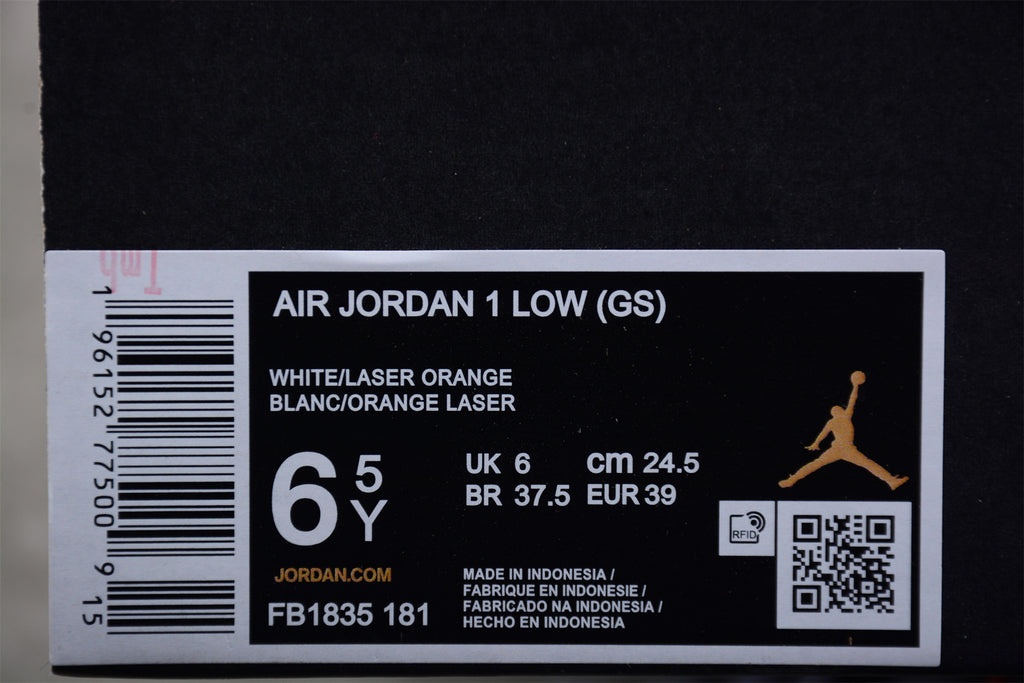 AIR JORDAN 1 LOW (GS)
WHITE/LASER ORANGE
BLANC/ORANGE LASER
6 5 Y
UK 6 cm 24.5
BR 37.5 EUR 39
RFID
JORDAN.COM
FB1835 181
MADE IN INDONESIA /
FABRIQUE EN INDONESIE /
FABRICADO NA INDONESIA /
HECHO EN INDONESIA
1 96152 77500 9 15